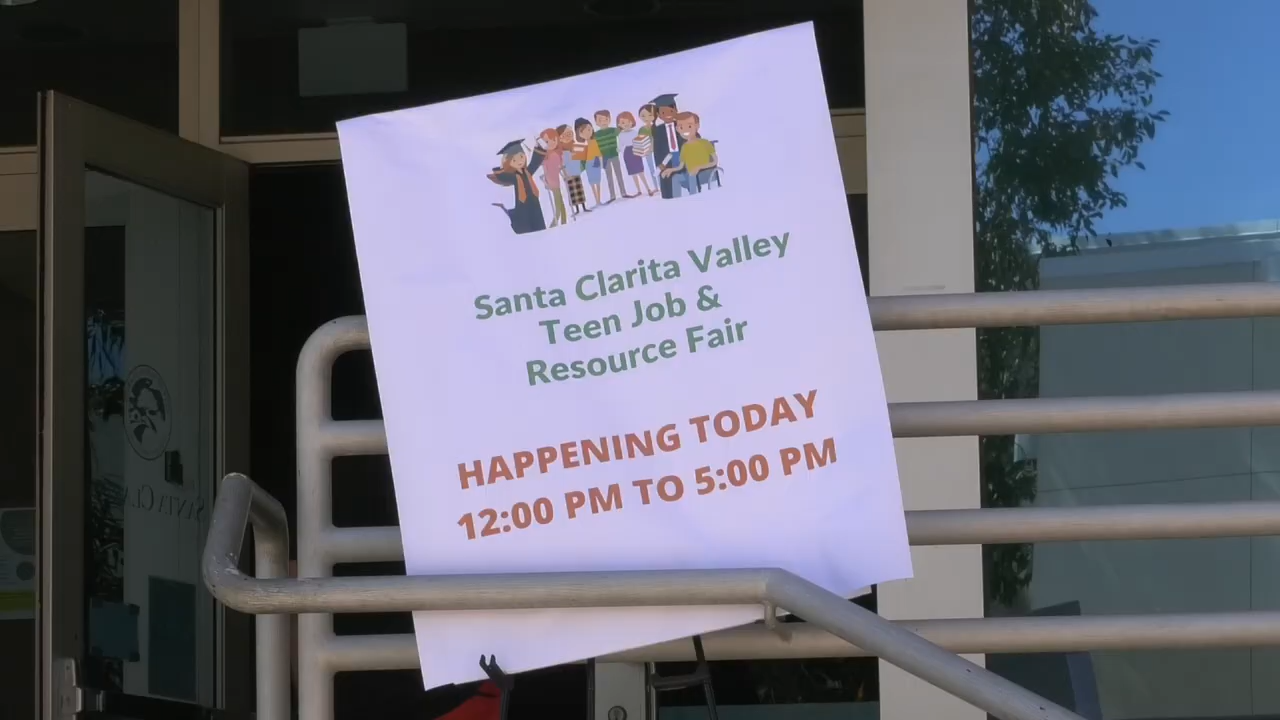 Santa Clarita Valley
Teen Job &
Resource Fair
HAPPENING TODAY
12:00 PM TO 5:00 PM